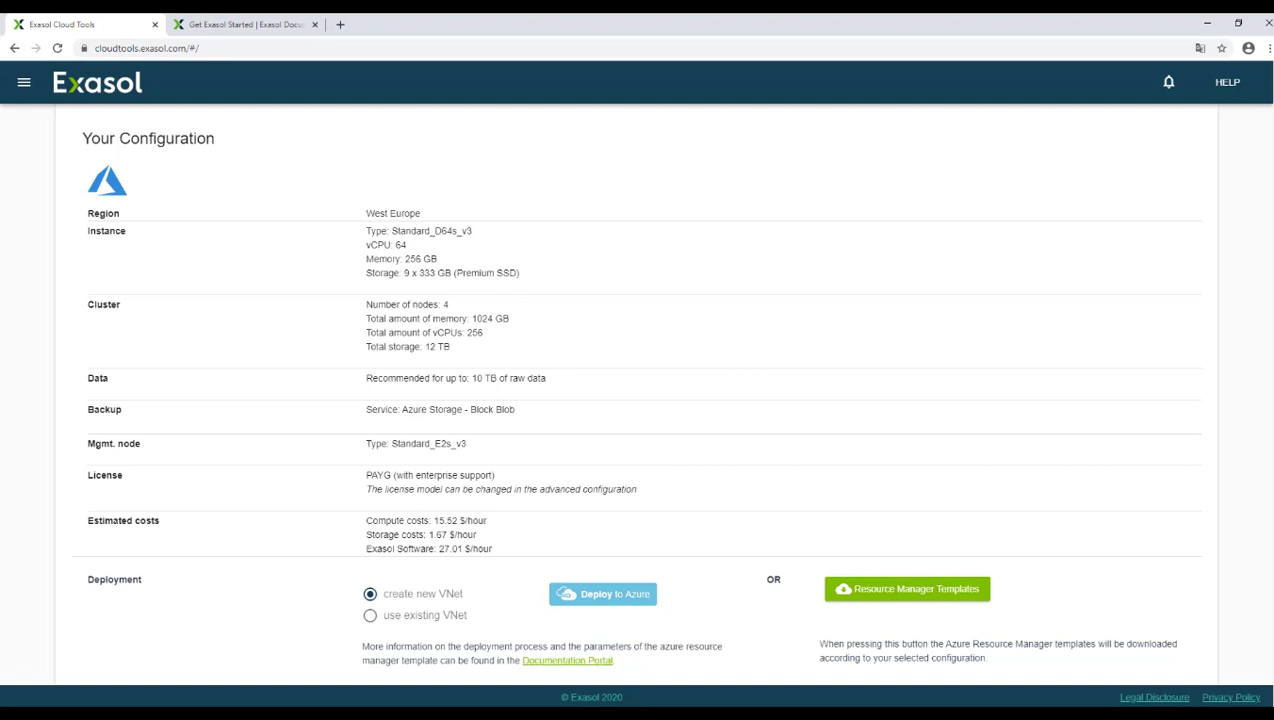 Exasol Cloud Tools
Get Exasol Started | Exasol Docu
cloudtools.exasol.com/#/
Exasol
HELP
Your Configuration
Region West Europe
Instance Type: Standard_D64s_v3
vCPU: 64
Memory: 256 GB
Storage: 9 x 333 GB (Premium SSD)
Cluster Number of nodes: 4
Total amount of memory: 1024 GB
Total amount of vCPUs: 256
Total storage: 12 TB
Data Recommended for up to: 10 TB of raw data
Backup Service: Azure Storage - Block Blob
Mgmt. node Type: Standard_E2s_v3
License PAYG (with enterprise support)
The license model can be changed in the advanced configuration
Estimated costs Compute costs: 15.52 $/hour
Storage costs: 1.67 $/hour
Exasol Software: 27.01 $/hour
Deployment
create new VNet
use existing VNet
Deploy to Azure
More information on the deployment process and the parameters of the azure resource
manager template can be found in the Documentation Portal.
OR
Resource Manager Templates
When pressing this button the Azure Resource Manager templates will be downloaded
according to your selected configuration.
© Exasol 2020
Legal Disclosure Privacy Policy